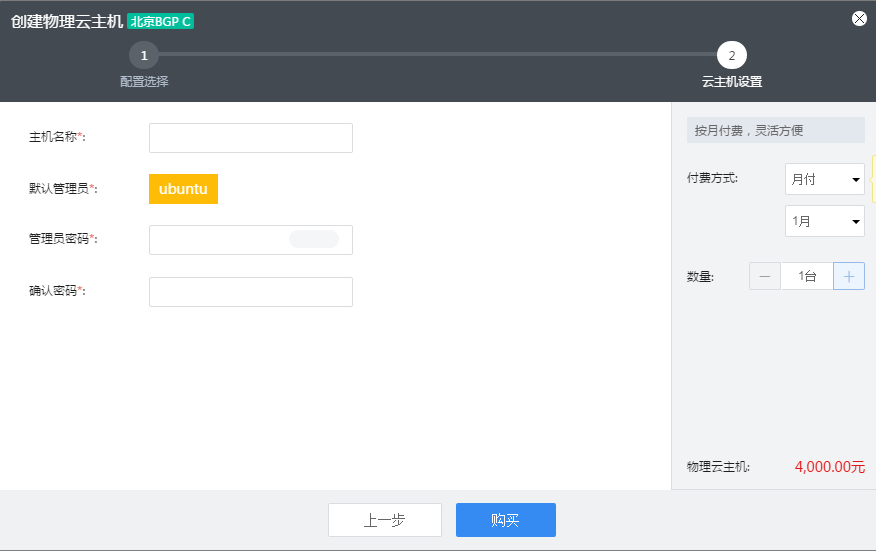 创建物理云主机 北京BGP C
1
2
配置选择
云主机设置
主机名称*:
默认管理员*: ubuntu
管理员密码*:
确认密码*:
按月付费，灵活方便
付费方式: 月付
1月
数量: 1台
物理云主机: 4,000.00元
上一步
购买